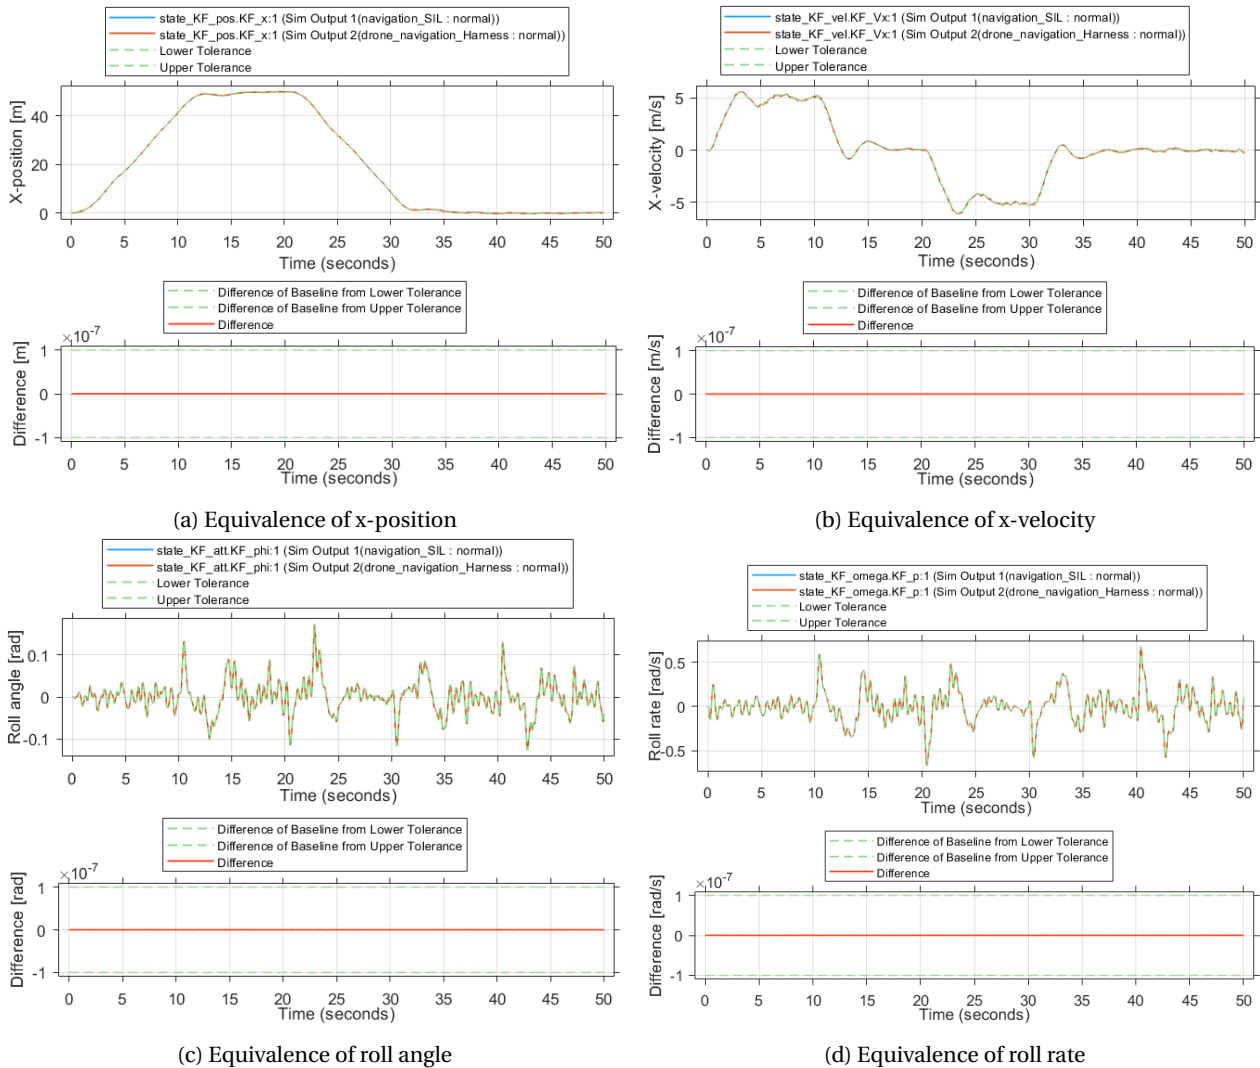 state_KF_pos.KF_x:1 (Sim Output 1(navigation_SIL : normal))
state_KF_pos.KF_x:1 (Sim Output 2(drone_navigation_Harness : normal))
Lower Tolerance
Upper Tolerance
X-position [m]
40
20
0
0 5 10 15 20 25 30 35 40 45 50
Time (seconds)
Difference of Baseline from Lower Tolerance
Difference of Baseline from Upper Tolerance
Difference
×10-7
Difference [m]
1
0
-1
0 5 10 15 20 25 30 35 40 45 50
Time (seconds)
(a) Equivalence of x-position
state_KF_vel.KF_Vx:1 (Sim Output 1(navigation_SIL : normal))
state_KF_vel.KF_Vx:1 (Sim Output 2(drone_navigation_Harness : normal))
Lower Tolerance
Upper Tolerance
X-velocity [m/s]
5
0
-5
0 5 10 15 20 25 30 35 40 45 50
Time (seconds)
Difference of Baseline from Lower Tolerance
Difference of Baseline from Upper Tolerance
Difference
×10-7
Difference [m/s]
1
0
-1
0 5 10 15 20 25 30 35 40 45 50
Time (seconds)
(b) Equivalence of x-velocity
state_KF_att.KF_phi:1 (Sim Output 1(navigation_SIL : normal))
state_KF_att.KF_phi:1 (Sim Output 2(drone_navigation_Harness : normal))
Lower Tolerance
Upper Tolerance
Roll angle [rad]
0.1
0
-0.1
0 5 10 15 20 25 30 35 40 45 50
Time (seconds)
Difference of Baseline from Lower Tolerance
Difference of Baseline from Upper Tolerance
Difference
×10-7
Difference [rad]
1
0
-1
0 5 10 15 20 25 30 35 40 45 50
Time (seconds)
(c) Equivalence of roll angle
state_KF_omega.KF_p:1 (Sim Output 1(navigation_SIL : normal))
state_KF_omega.KF_p:1 (Sim Output 2(drone_navigation_Harness : normal))
Lower Tolerance
Upper Tolerance
Roll rate [rad/s]
0.5
0
-0.5
0 5 10 15 20 25 30 35 40 45 50
Time (seconds)
Difference of Baseline from Lower Tolerance
Difference of Baseline from Upper Tolerance
Difference
×10-7
Difference [rad/s]
1
0
-1
0 5 10 15 20 25 30 35 40 45 50
Time (seconds)
(d) Equivalence of roll rate